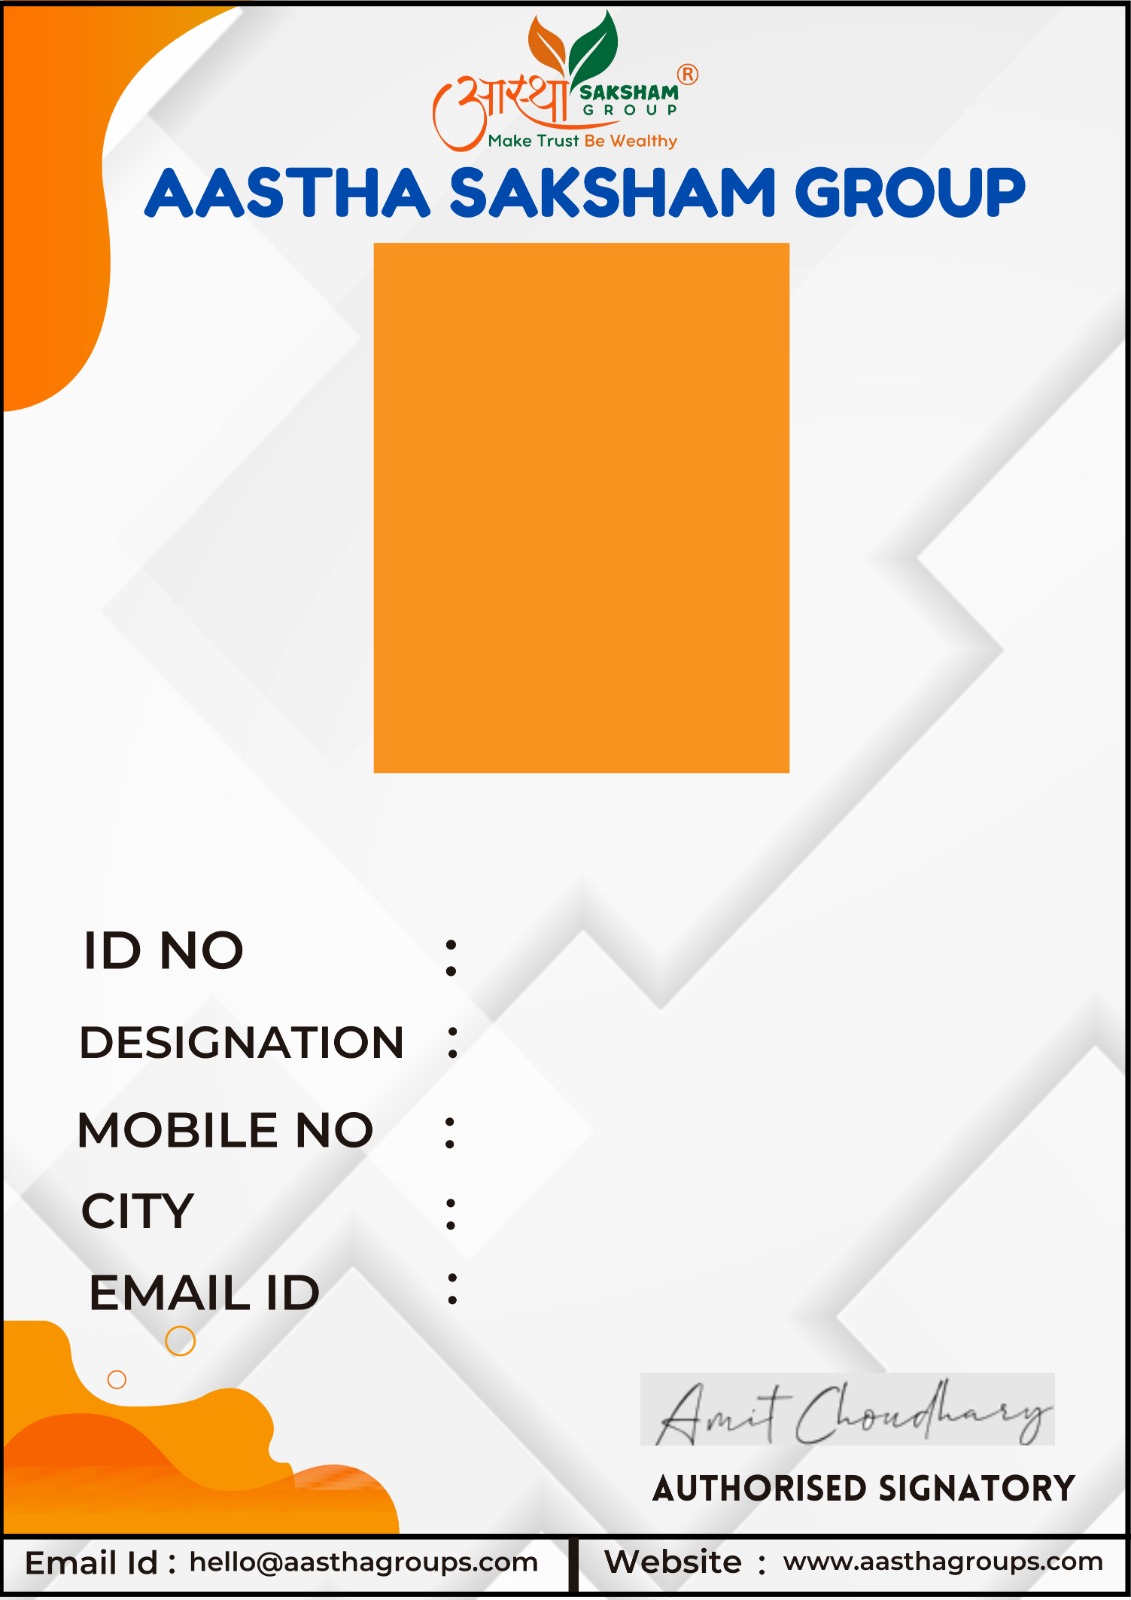 आस्था SAKSHAM ®
GROUP
Make Trust Be Wealthy
AASTHA SAKSHAM GROUP
ID NO :
DESIGNATION :
MOBILE NO :
CITY :
EMAIL ID :
Amit Choudhary
AUTHORISED SIGNATORY
Email Id : hello@aasthagroups.com
Website : www.aasthagroups.com